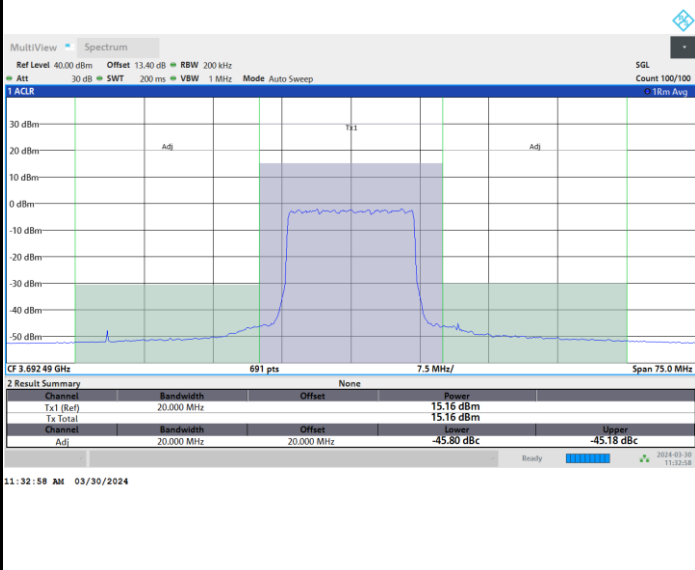 MultiView Spectrum
Ref Level 40.00 dBm Offset 13.40 dB RBW 200 kHz SGL
Att 30 dB SWT 200 ms VBW 1 MHz Mode Auto Sweep Count 100/100
1 ACLR 1Rm Avg
Tx1
30 dBm
Adj Adj
20 dBm
10 dBm
0 dBm
-10 dBm
-20 dBm
-30 dBm
-40 dBm
-50 dBm
CF 3.692 49 GHz 691 pts 7.5 MHz/ Span 75.0 MHz
2 Result Summary None
Channel Bandwidth Offset Power
Tx1 (Ref) 20.000 MHz 15.16 dBm
Tx Total 15.16 dBm
Channel Bandwidth Offset Lower Upper
Adj 20.000 MHz 20.000 MHz -45.80 dBc -45.18 dBc
Ready 2024-03-30
11:32:58
11:32:58 AM 03/30/2024